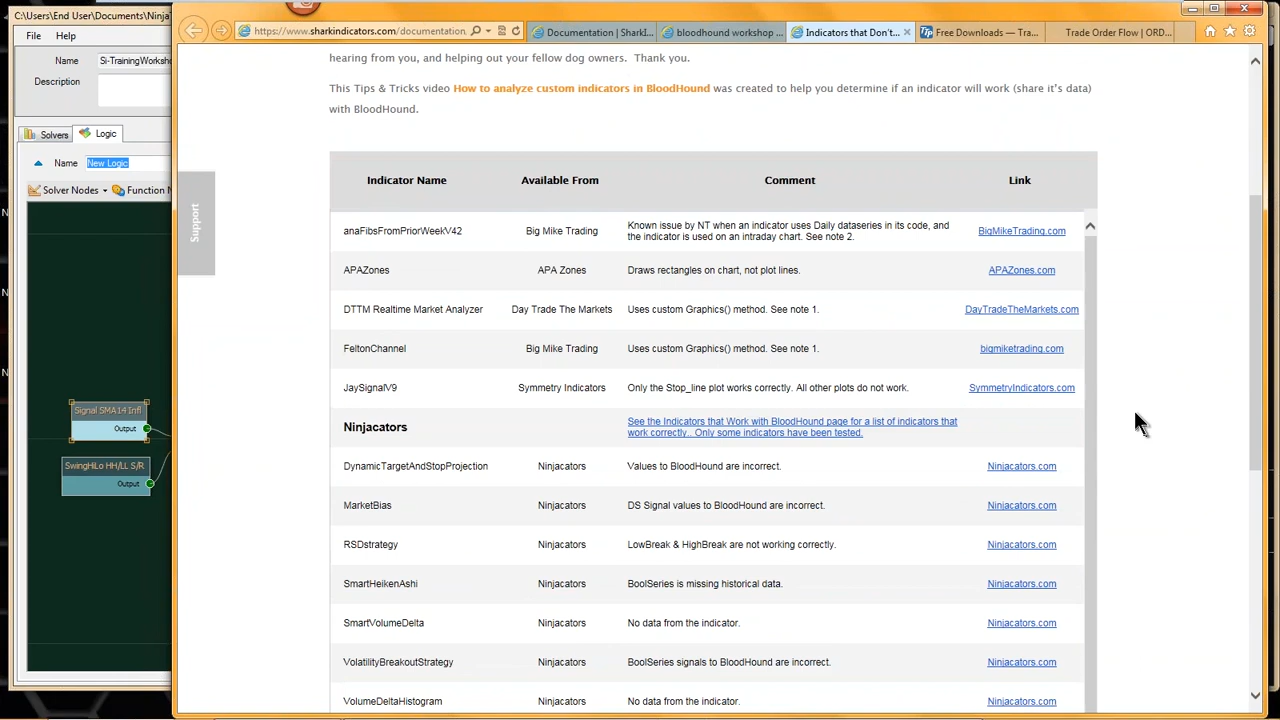 C:\Users\End User\Documents\Ninja
https://www.sharkindicators.com/documentation,
Documentation | Sharkl...
bloodhound workshop ...
Indicators that Don't...
Free Downloads — Tra...
Trade Order Flow | ORD...
File Help
Name Si-TrainingWorksho
Description
Solvers Logic
Name New Logic
Solver Nodes Function N
Signal SMA14 Infl
Output
SwingHiLo HH/LL S/R
Output
Support
hearing from you, and helping out your fellow dog owners. Thank you.
This Tips & Tricks video How to analyze custom indicators in BloodHound was created to help you determine if an indicator will work (share it's data)
with BloodHound.
Indicator Name Available From Comment Link
anaFibsFromPriorWeekV42 Big Mike Trading Known issue by NT when an indicator uses Daily dataseries in its code, and
the indicator is used on an intraday chart. See note 2. BigMikeTrading.com
APAZones APA Zones Draws rectangles on chart, not plot lines. APAZones.com
DTTM Realtime Market Analyzer Day Trade The Markets Uses custom Graphics() method. See note 1. DayTradeTheMarkets.com
FeltonChannel Big Mike Trading Uses custom Graphics() method. See note 1. bigmiketrading.com
JaySignalV9 Symmetry Indicators Only the Stop_line plot works correctly. All other plots do not work. SymmetryIndicators.com
Ninjacators See the Indicators that Work with BloodHound page for a list of indicators that
work correctly.. Only some indicators have been tested.
DynamicTargetAndStopProjection Ninjacators Values to BloodHound are incorrect. Ninjacators.com
MarketBias Ninjacators DS Signal values to BloodHound are incorrect. Ninjacators.com
RSDstrategy Ninjacators LowBreak & HighBreak are not working correctly. Ninjacators.com
SmartHeikenAshi Ninjacators BoolSeries is missing historical data. Ninjacators.com
SmartVolumeDelta Ninjacators No data from the indicator. Ninjacators.com
VolatilityBreakoutStrategy Ninjacators BoolSeries signals to BloodHound are incorrect. Ninjacators.com
VolumeDeltaHistogram Ninjacators No data from the indicator. Ninjacators.com